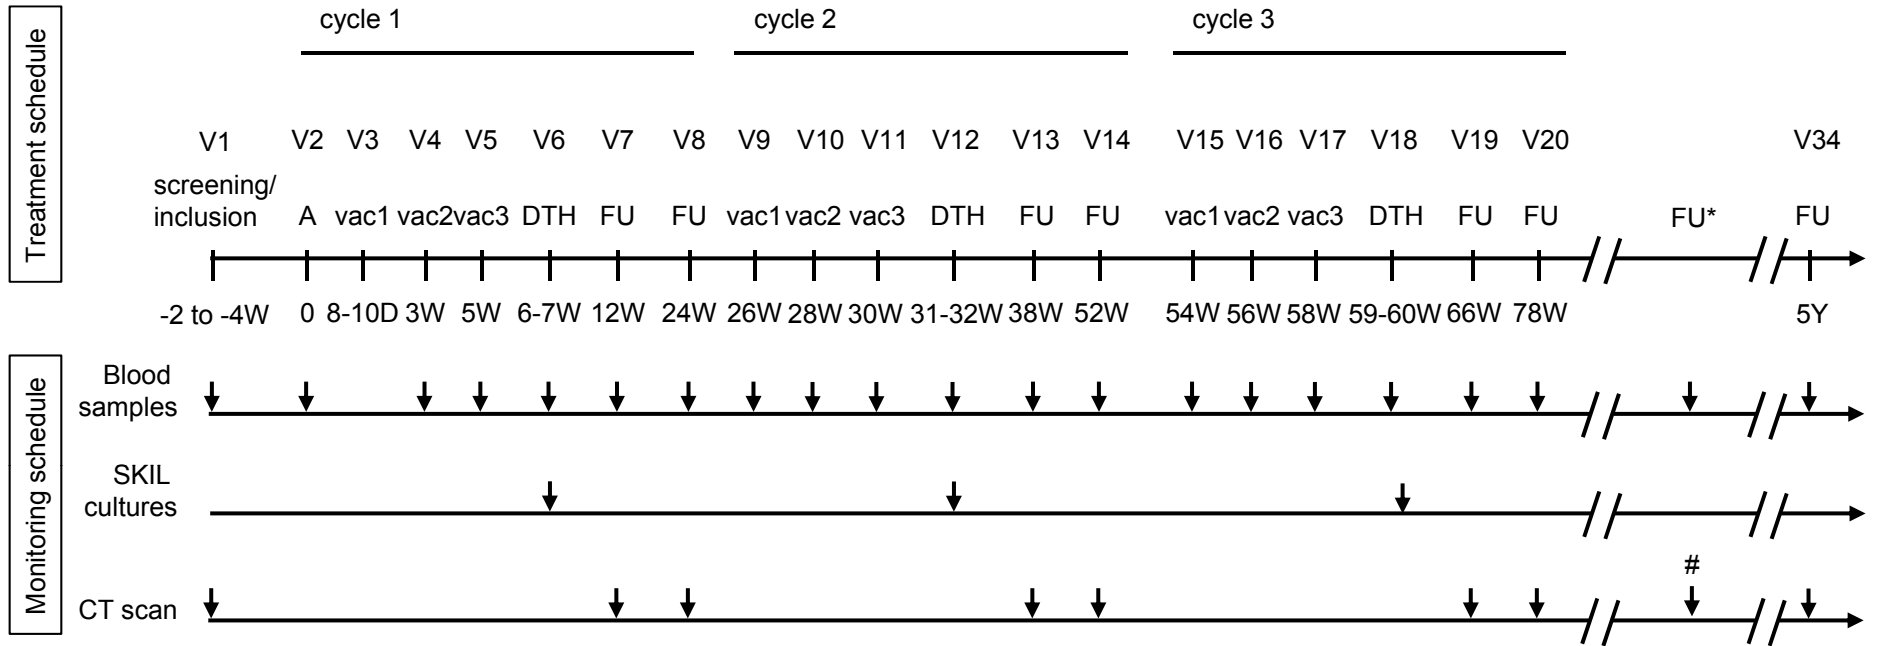 Treatment schedule
cycle 1 cycle 2 cycle 3
V1 V2 V3 V4 V5 V6 V7 V8 V9 V10 V11 V12 V13 V14 V15 V16 V17 V18 V19 V20 V34
screening/
inclusion A vac1 vac2 vac3 DTH FU FU vac1 vac2 vac3 DTH FU FU vac1 vac2 vac3 DTH FU FU FU* FU
-2 to -4W 0 8-10D 3W 5W 6-7W 12W 24W 26W 28W 30W 31-32W 38W 52W 54W 56W 58W 59-60W 66W 78W 5Y
Monitoring schedule
Blood
samples
SKIL
cultures
#
CT scan